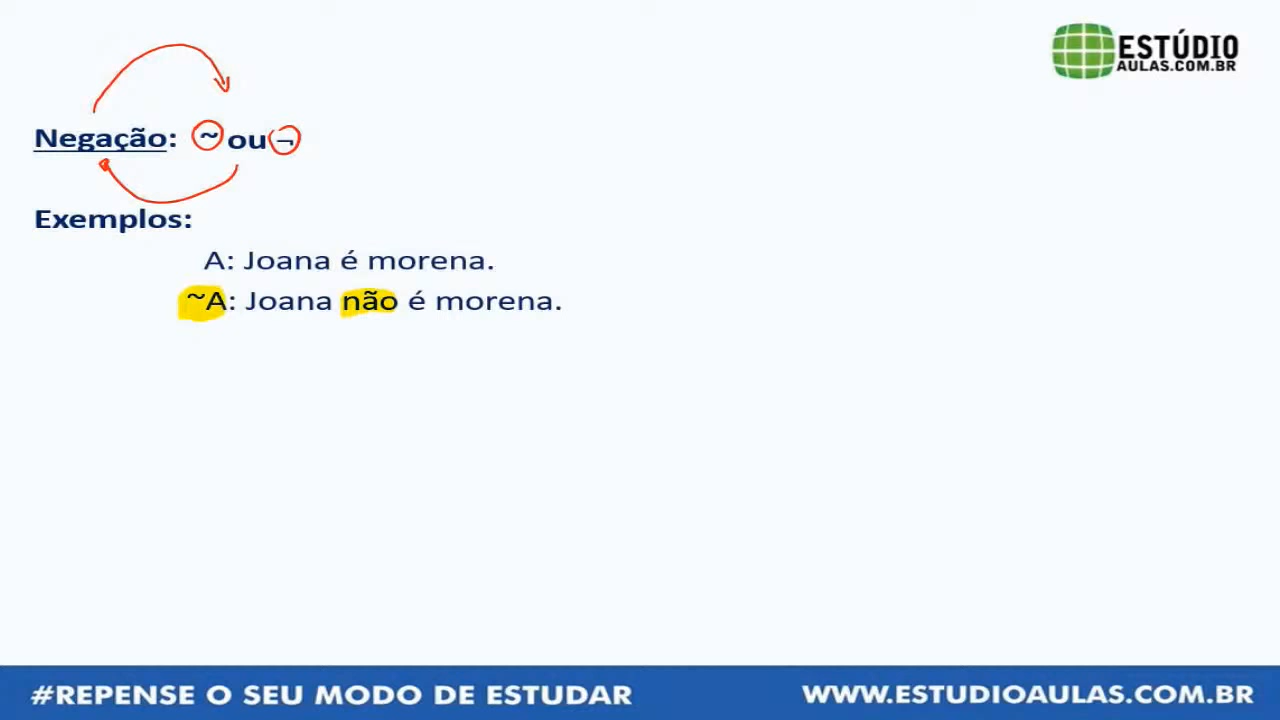 ESTÚDIO
AULAS.COM.BR
Negação: ~ ou ¬
Exemplos:
A: Joana é morena.
~A: Joana não é morena.
#REPENSE O SEU MODO DE ESTUDAR
WWW.ESTUDIOAULAS.COM.BR